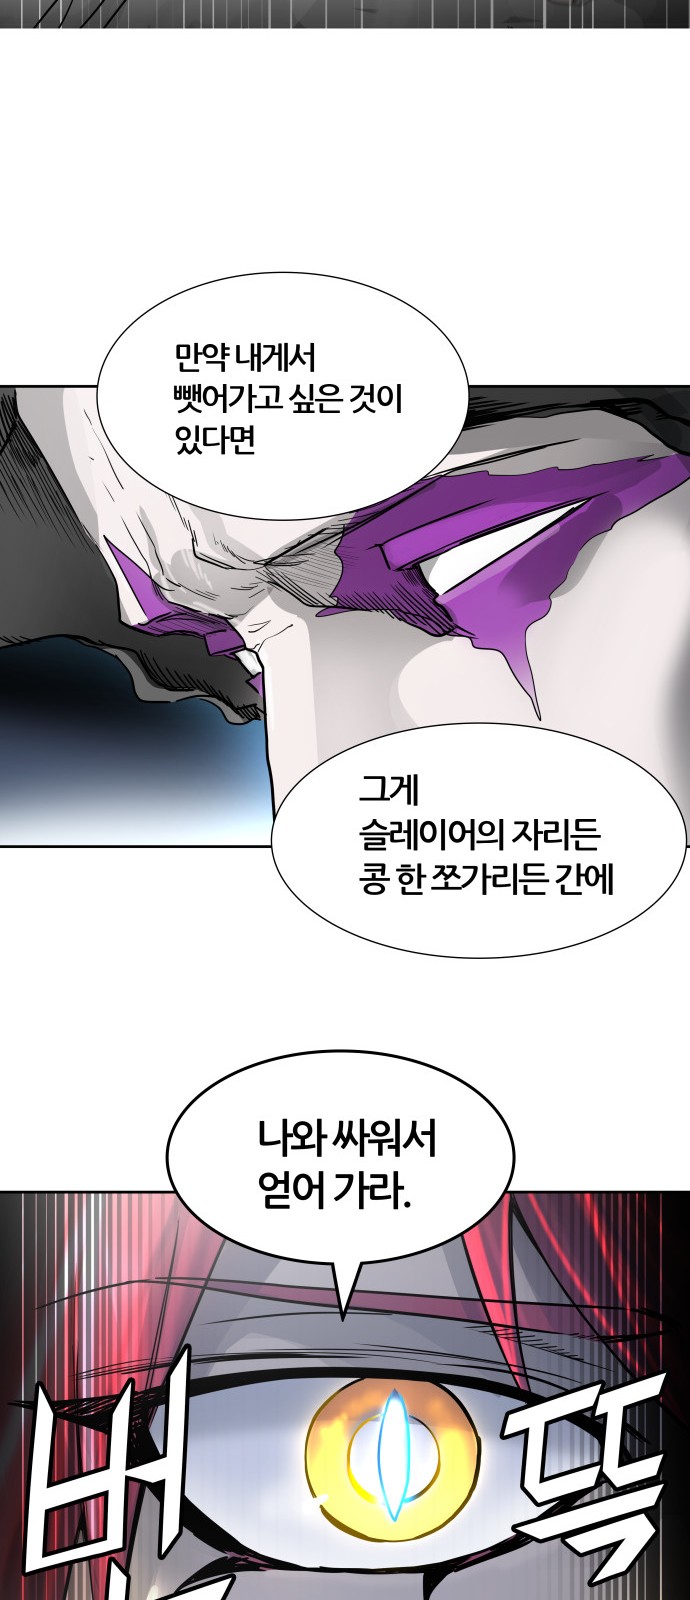 만약 내게서
뺏어가고 싶은 것이
있다면
그게
슬레이어의 자리든
콩 한 쪼가리든 간에
나와 싸워서
얻어 가라.
번
뜩